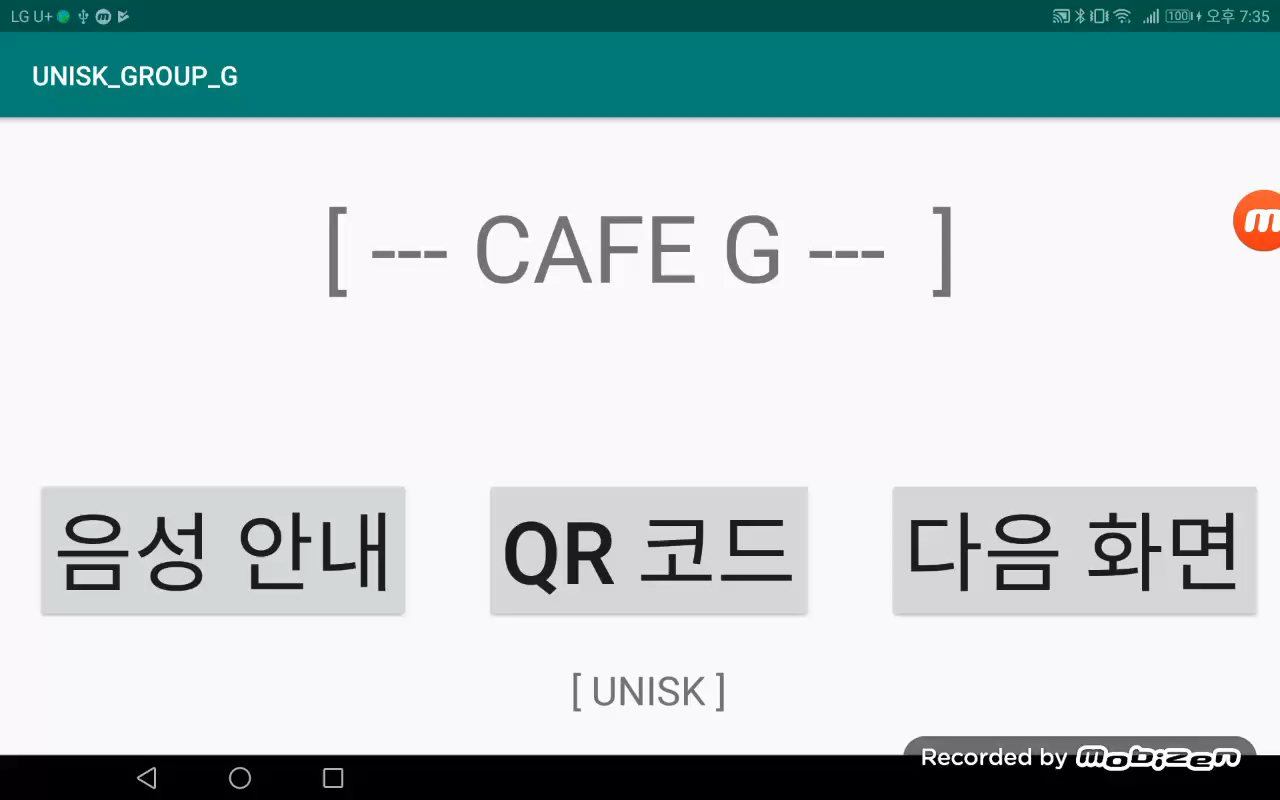 LG U+ 100 오후 7:35
UNISK_GROUP_G
[ --- CAFE G --- ]
m
음성 안내 QR 코드 다음 화면
[ UNISK ]
Recorded by mobizen